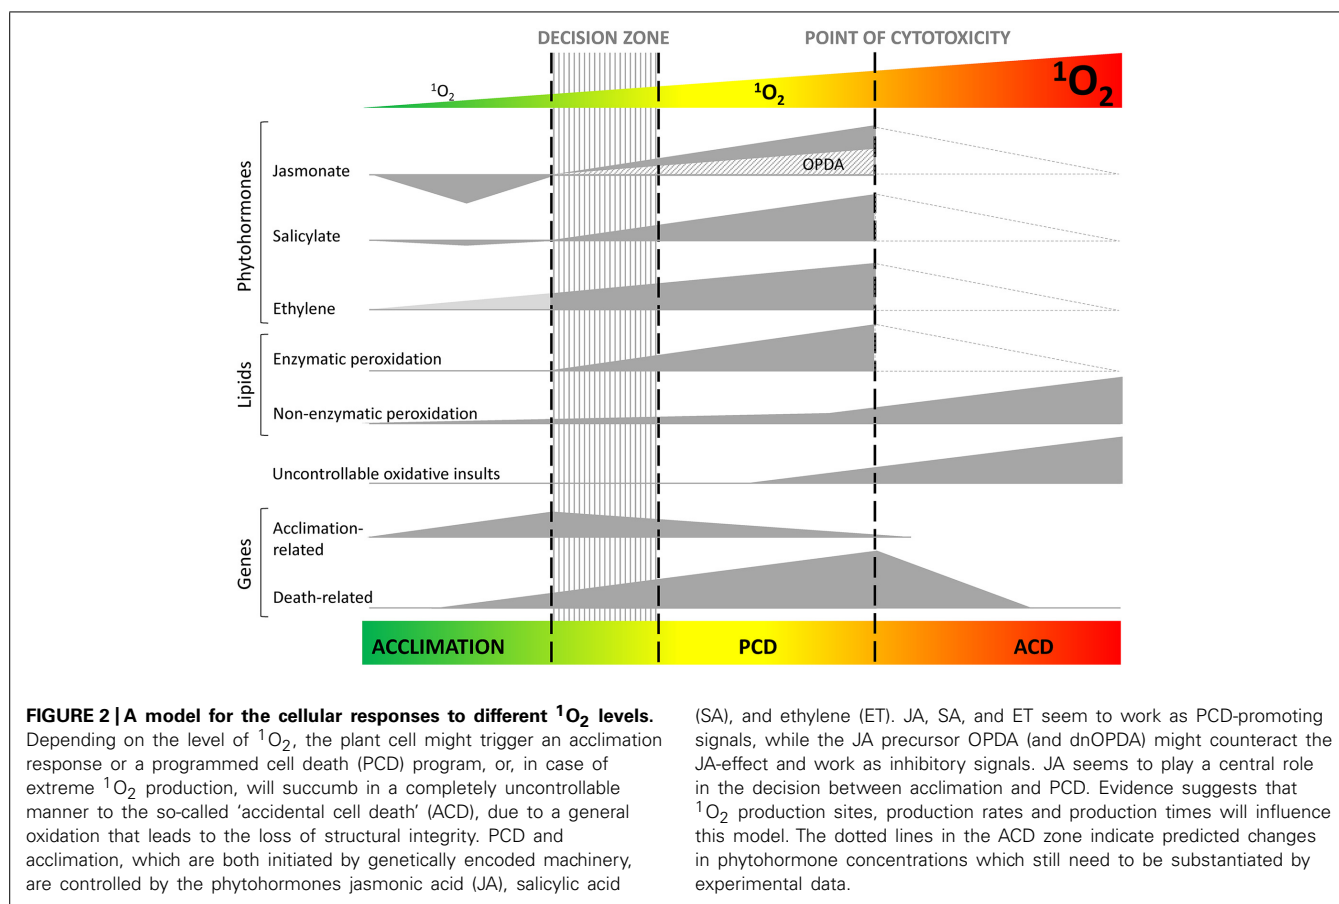 DECISION ZONE
POINT OF CYTOTOXICITY
¹O₂
¹O₂
¹O₂
Phytohormones
Jasmonate
OPDA
Salicylate
Ethylene
Lipids
Enzymatic peroxidation
Non-enzymatic peroxidation
Uncontrollable oxidative insults
Genes
Acclimation-
related
Death-related
ACCLIMATION
PCD
ACD
FIGURE 2 | A model for the cellular responses to different ¹O₂ levels.
Depending on the level of ¹O₂, the plant cell might trigger an acclimation
response or a programmed cell death (PCD) program, or, in case of
extreme ¹O₂ production, will succumb in a completely uncontrollable
manner to the so-called ‘accidental cell death’ (ACD), due to a general
oxidation that leads to the loss of structural integrity. PCD and
acclimation, which are both initiated by genetically encoded machinery,
are controlled by the phytohormones jasmonic acid (JA), salicylic acid
(SA), and ethylene (ET). JA, SA, and ET seem to work as PCD-promoting
signals, while the JA precursor OPDA (and dnOPDA) might counteract the
JA-effect and work as inhibitory signals. JA seems to play a central role
in the decision between acclimation and PCD. Evidence suggests that
¹O₂ production sites, production rates and production times will influence
this model. The dotted lines in the ACD zone indicate predicted changes
in phytohormone concentrations which still need to be substantiated by
experimental data.